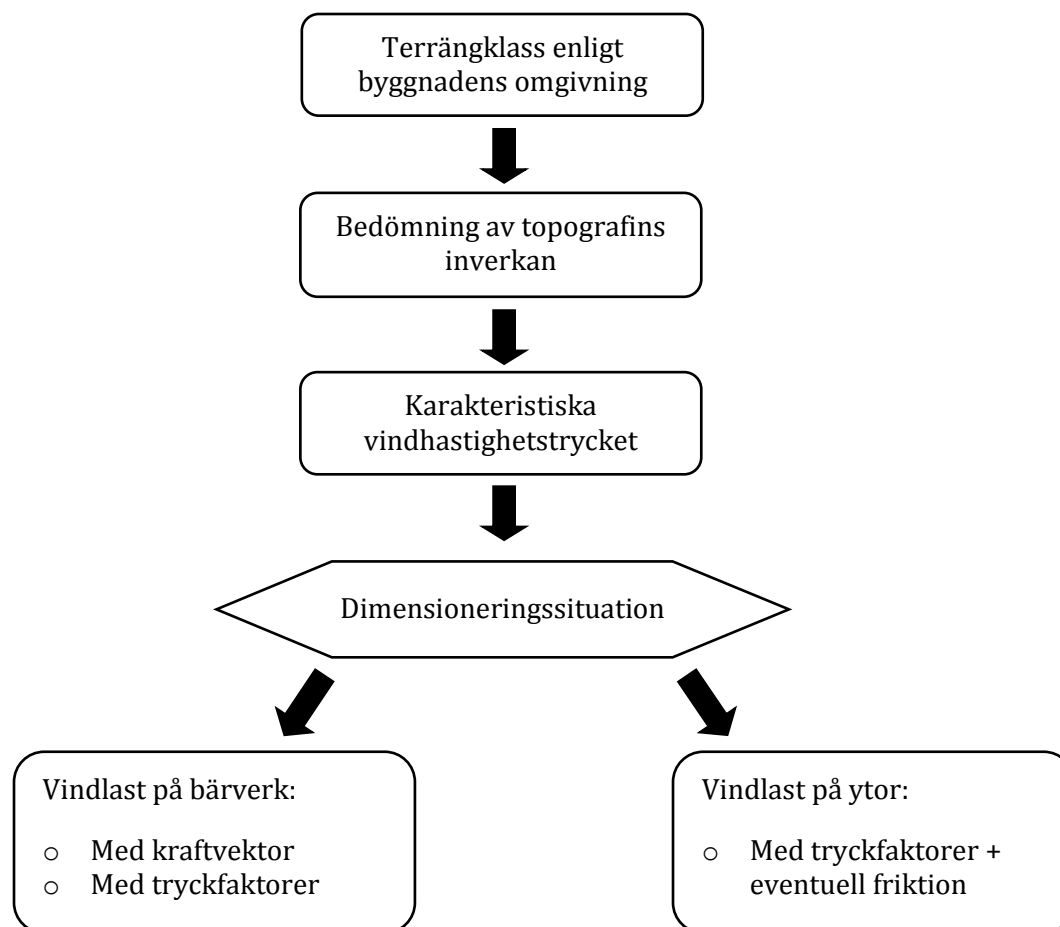 Terrängklass enligt
byggnadens omgivning
Bedömning av topografins
inverkan
Karakteristiska
vindhastighetstrycket
Dimensioneringssituation
Vindlast på bärverk:
o Med kraftvektor
o Med tryckfaktorer
Vindlast på ytor:
o Med tryckfaktorer +
eventuell friktion